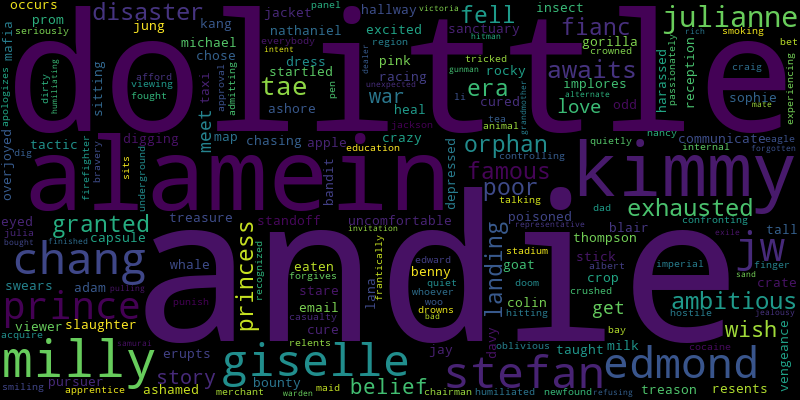 occurs
prom
seriously
disaster
jung
kang
michael
chose
jacket
nathaniel
hallway
panel
victoria
excited
region
everybody
intent
hitman
sanctuary
fell
insect
fianc
gorilla
crowned
rich
smoking
bet
craig
experiencing
julianne
mafia
apologizes
dirty
humiliating
sitting
viewing
fought
taxi
afford
approval
admitting
dress
startled
tae
pink
racing
tricked
dealer
gunman
unexpected
pen
rocky
era
cured
awaits
implores
alternate
love
odd
harassed
passionately
reception
sophie
mate
dolittle
war
heal
ashore
li
tea
animal
grandmother
meet
map
chasing
apple
crazy
jackson
education
digging
tactic
dig
overjoyed
firefighter
bravery
sits
underground
alamein
bandit
depressed
orphan
controlling
quietly
nancy
internal
communicate
eagle
forgotten
famous
poor
talking
kimmy
dad
exhausted
confronting
eyed
julia
bought
granted
capsule
finished
treasure
standoff
uncomfortable
invitation
poisoned
representative
thompson
blair
exile
tall
jw
chang
whale
princess
recognized
eaten
forgives
frantically
edward
benny
whoever
quiet
stadium
goat
doom
landing
stick
albert
crop
crushed
imperial
sand
finger
crate
swears
adam
pulling
prince
andie
punish
stare
email
casualty
cure
relents
lana
woo
drowns
bad
colin
hitting
get
bay
ambitious
hostile
jealousy
viewer
slaughter
acquire
samurai
erupts
jay
davy
oblivious
taught
milk
cocaine
wish
vengeance
milly
smiling
pursuer
story
apprentice
ashamed
giselle
bounty
merchant
maid
warden
belief
chairman
stefan
humiliated
newfound
refusing
edmond
treason
resents